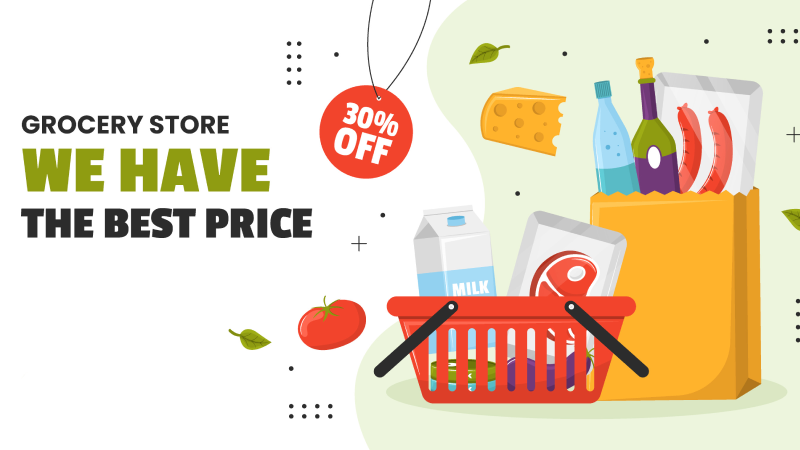 GROCERY STORE
WE HAVE
THE BEST PRICE
30%
OFF
MILK